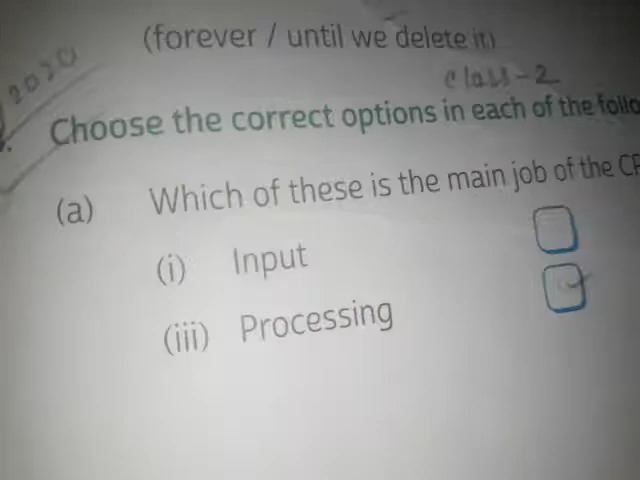 (forever / until we delete it)
2020
class-2
Choose the correct options in each of the follo
(a) Which of these is the main job of the CP
(i) Input
(iii) Processing